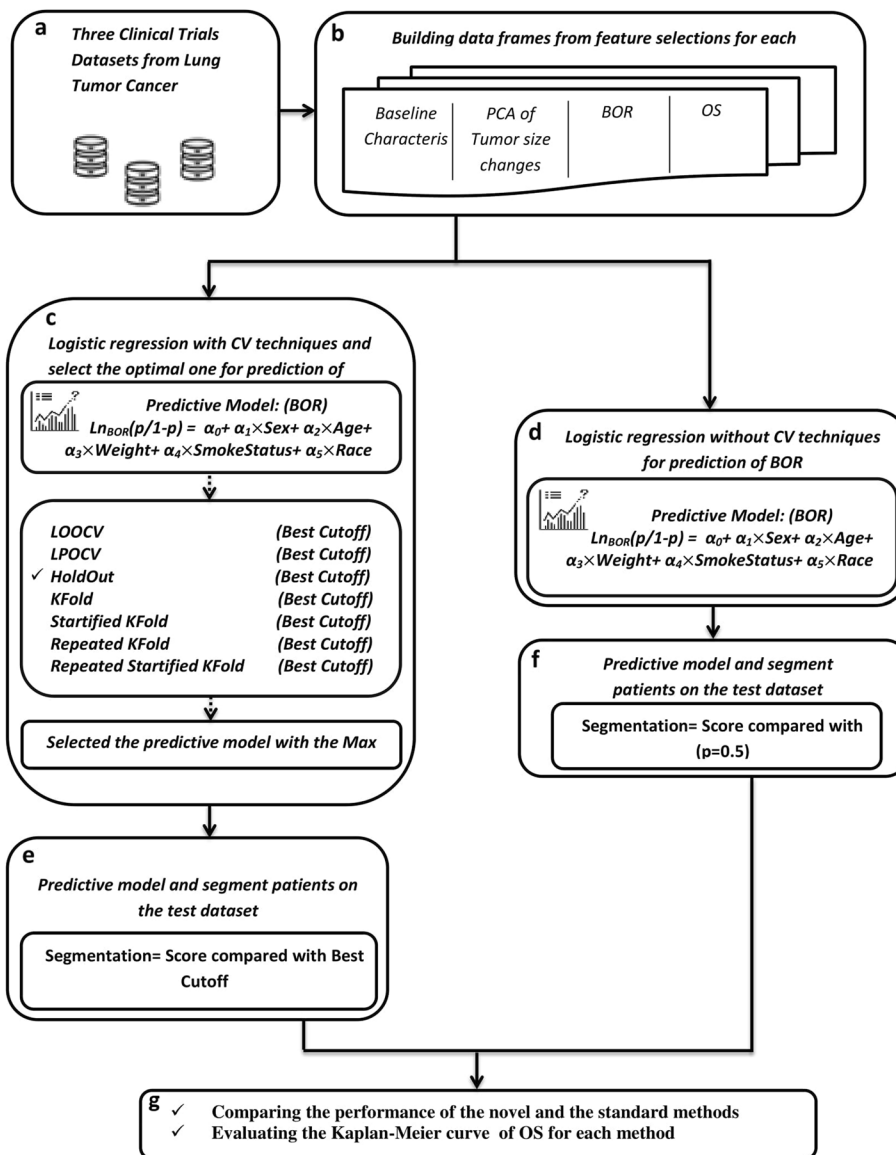 a
Three Clinical Trials
Datasets from Lung
Tumor Cancer
b
Building data frames from feature selections for each
Baseline
Characteris
PCA of
Tumor size
changes
BOR
OS
c
Logistic regression with CV techniques and
select the optimal one for prediction of
Predictive Model: (BOR)
Ln_BOR(p/1-p) = α₀+ α₁×Sex+ α₂×Age+
α₃×Weight+ α₄×SmokeStatus+ α₅×Race
LOOCV (Best Cutoff)
LPOCV (Best Cutoff)
✓ HoldOut (Best Cutoff)
KFold (Best Cutoff)
Startified KFold (Best Cutoff)
Repeated KFold (Best Cutoff)
Repeated Startified KFold (Best Cutoff)
Selected the predictive model with the Max
d
Logistic regression without CV techniques
for prediction of BOR
Predictive Model: (BOR)
Ln_BOR(p/1-p) = α₀+ α₁×Sex+ α₂×Age+
α₃×Weight+ α₄×SmokeStatus+ α₅×Race
f
Predictive model and segment
patients on the test dataset
Segmentation= Score compared with
(p=0.5)
e
Predictive model and segment patients on
the test dataset
Segmentation= Score compared with Best
Cutoff
g
✓ Comparing the performance of the novel and the standard methods
✓ Evaluating the Kaplan-Meier curve of OS for each method